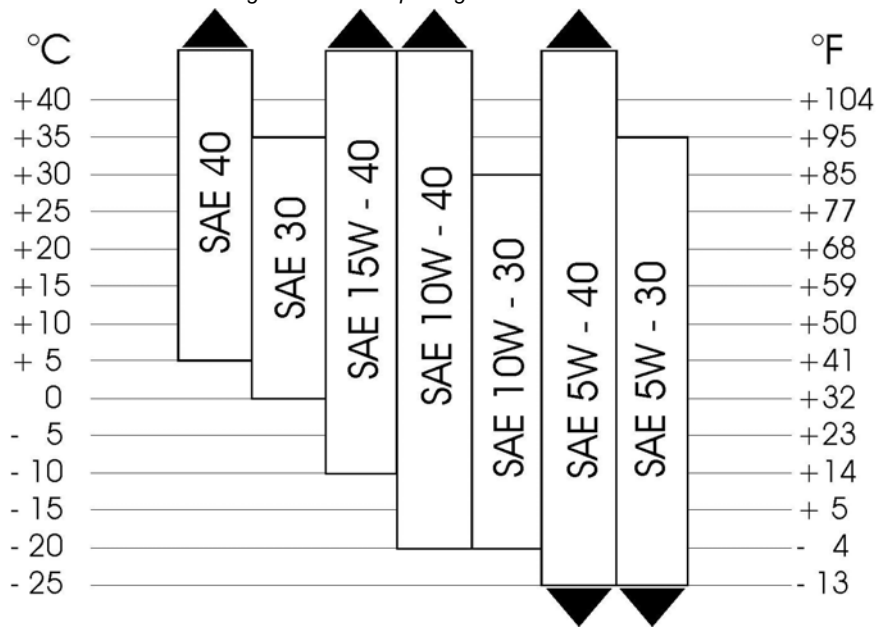 °C °F
+40 +104
+35 +95
+30 +85
+25 +77
+20 +68
+15 +59
+10 +50
+ 5 +41
0 +32
- 5 +23
- 10 +14
- 15 + 5
- 20 - 4
- 25 - 13
SAE 40
SAE 30
SAE 15W - 40
SAE 10W - 40
SAE 10W - 30
SAE 5W - 40
SAE 5W - 30